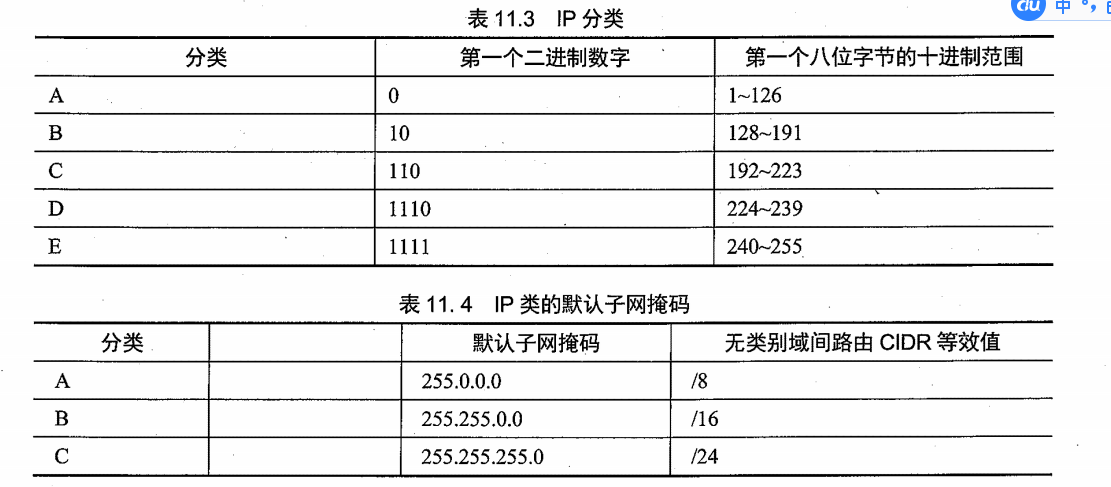 du 中 °,
表 11.3 IP 分类
分类 第一个二进制数字 第一个八位字节的十进制范围
A 0 1~126
B 10 128~191
C 110 192~223
D 1110 224~239
E 1111 240~255
表 11. 4 IP 类的默认子网掩码
分类 默认子网掩码 无类别域间路由 CIDR 等效值
A 255.0.0.0 /8
B 255.255.0.0 /16
C 255.255.255.0 /24